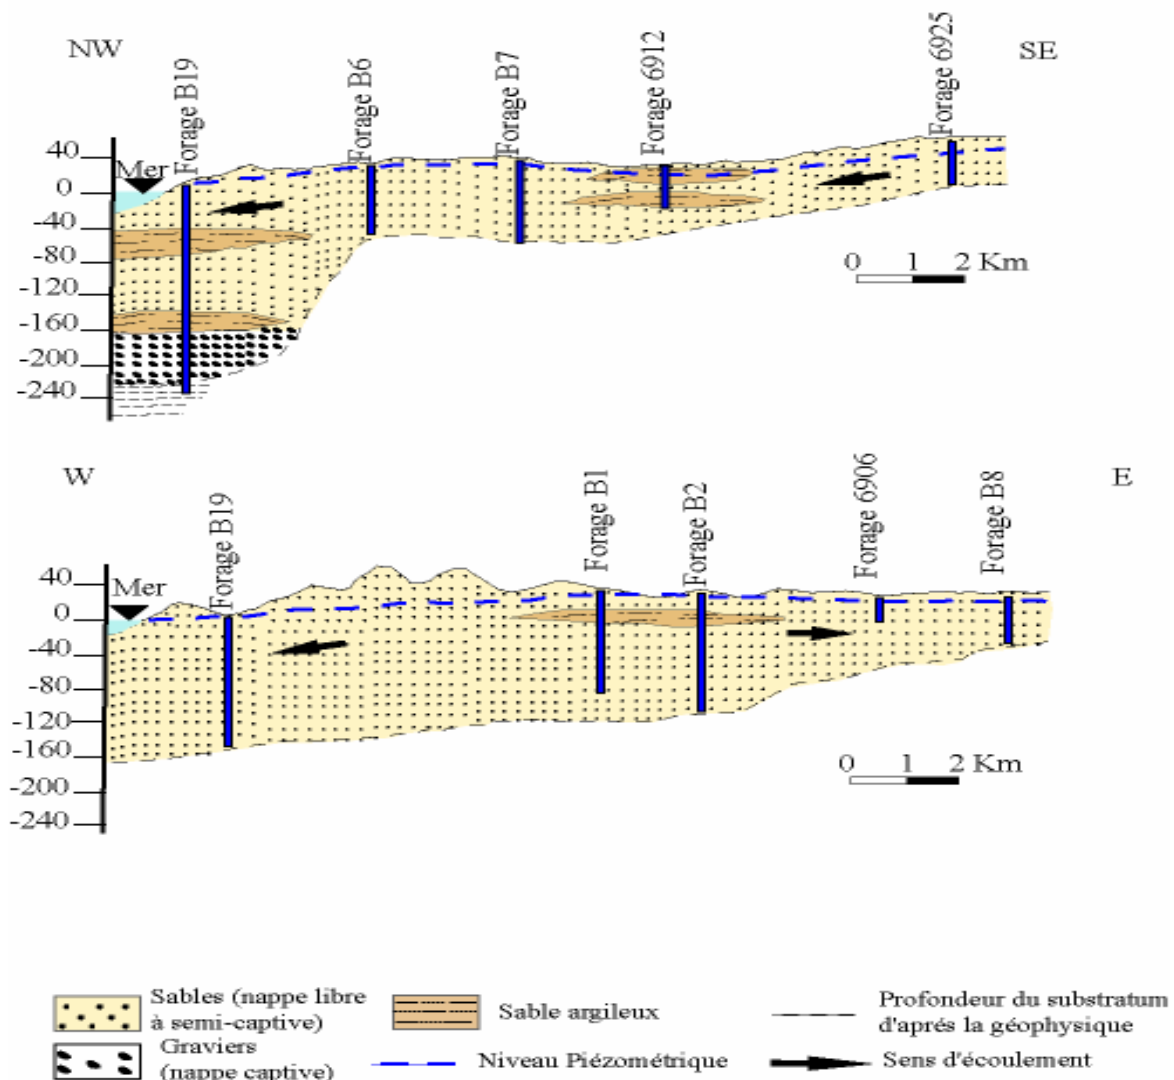 NW
Forage B19
Forage B6
Forage B7
Forage 6912
Forage 6925
SE
Mer
40
0
-40
-80
-120
-160
-200
-240
0 1 2 Km
W
Forage B19
Forage B1
Forage B2
Forage 6906
Forage B8
E
Mer
40
0
-40
-80
-120
-160
-200
-240
0 1 2 Km
Sables (nappe libre
à semi-captive)
Sable argileux
Profondeur du substratum
d'aprés la géophysique
Graviers
(nappe captive)
Niveau Piézométrique
Sens d'écoulement